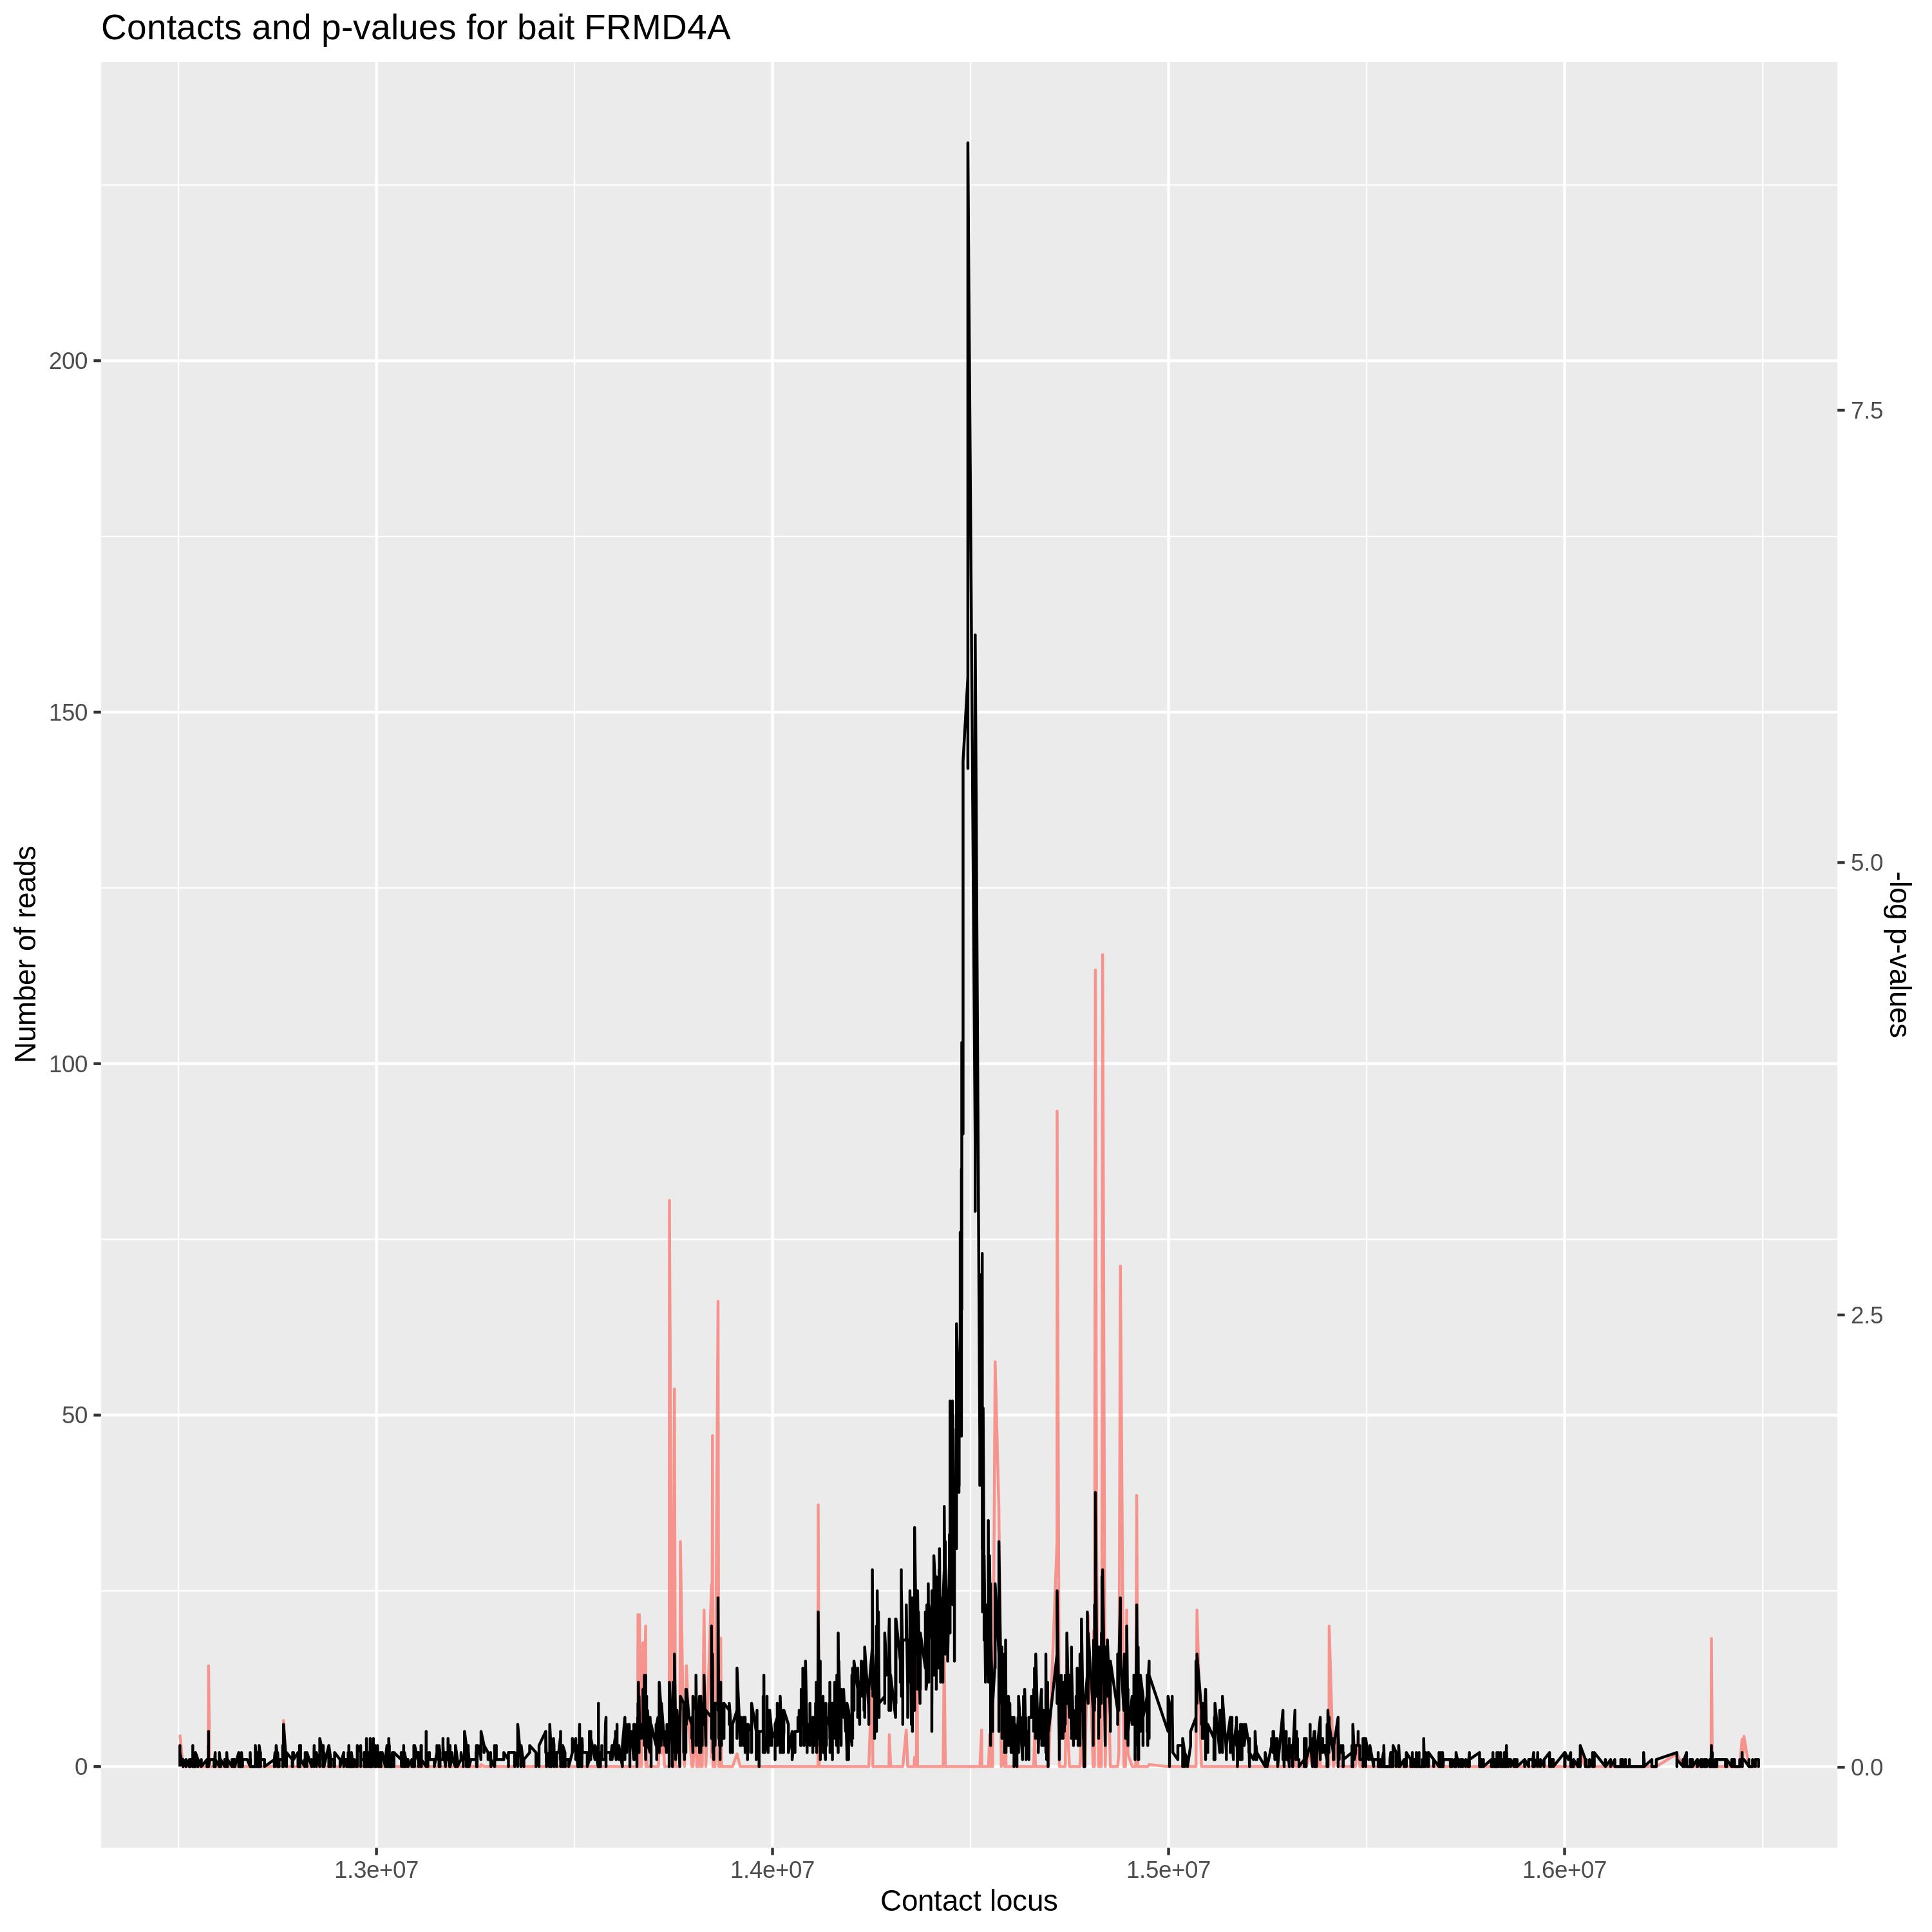 Contacts and p-values for bait FRMD4A
200
150
100
50
0
Number of reads
7.5
5.0
2.5
0.0
-log p-values
1.3e+07
1.4e+07
1.5e+07
1.6e+07
Contact locus